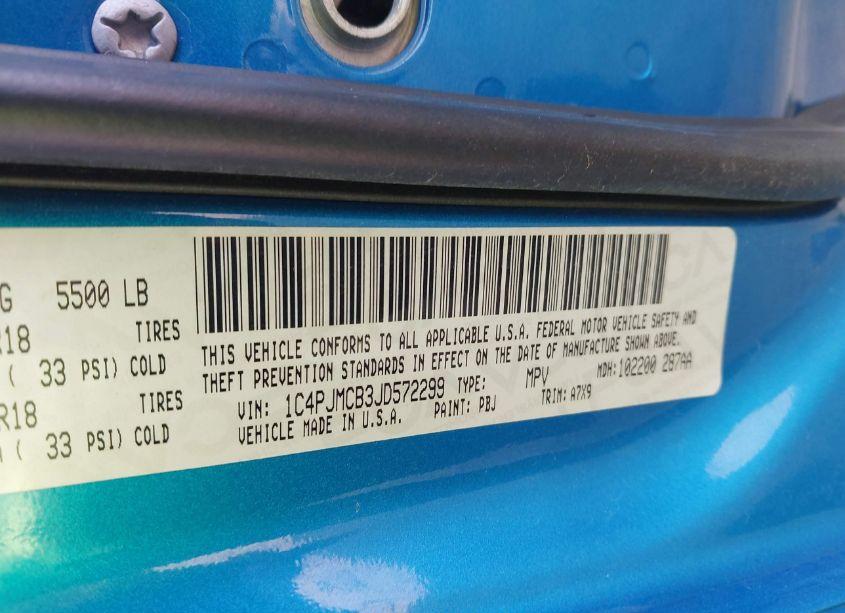 G 5500 LB
R18 TIRES
( 33 PSI) COLD
R18 TIRES
( 33 PSI) COLD
THIS VEHICLE CONFORMS TO ALL APPLICABLE U.S.A. FEDERAL MOTOR VEHICLE SAFETY AND
THEFT PREVENTION STANDARDS IN EFFECT ON THE DATE OF MANUFACTURE SHOWN ABOVE.
VIN: 1C4PJMCB3JD572299 TYPE: MPV MDH: 102200 287AA
VEHICLE MADE IN U.S.A. PAINT: PBJ TRIM: A7X9